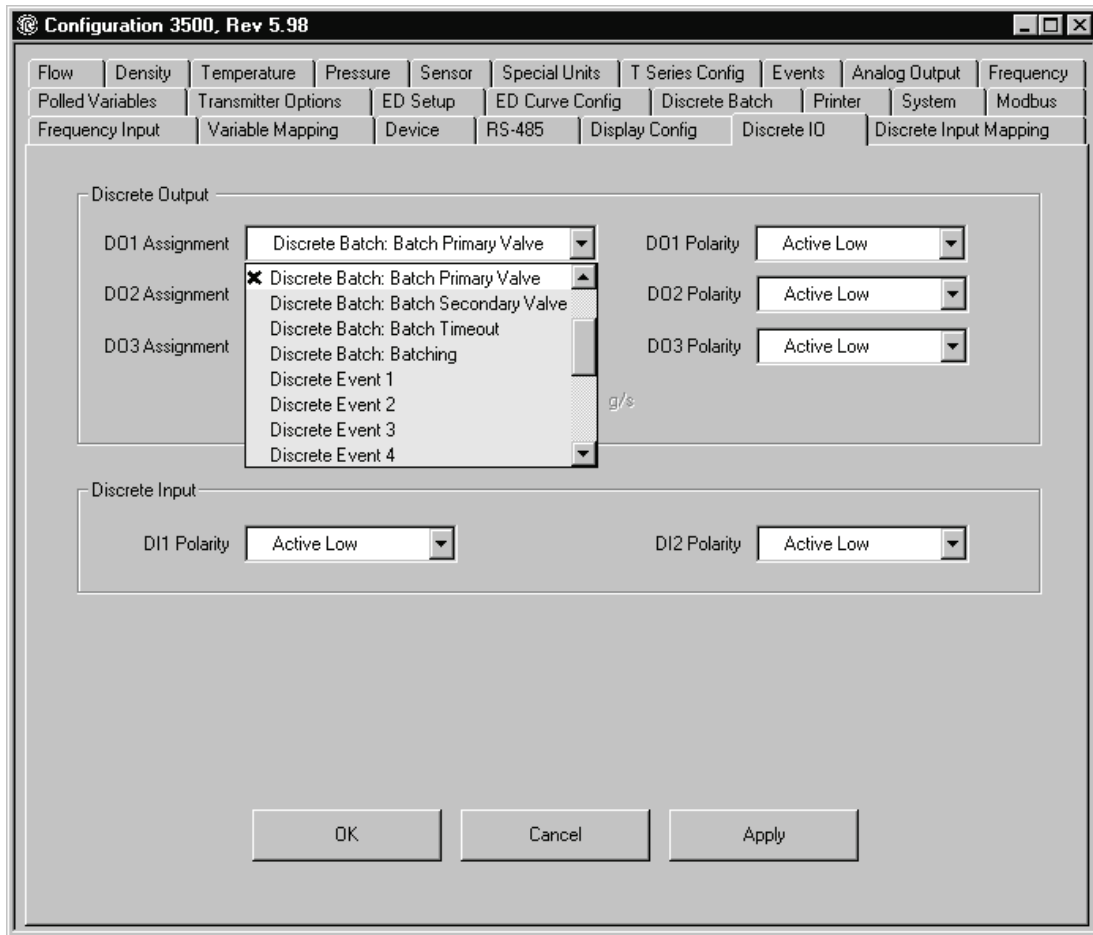 Configuration 3500, Rev 5.98
Flow Density Temperature Pressure Sensor Special Units T Series Config Events Analog Output Frequency
Polled Variables Transmitter Options ED Setup ED Curve Config Discrete Batch Printer System Modbus
Frequency Input Variable Mapping Device RS-485 Display Config Discrete IO Discrete Input Mapping
Discrete Output
DO1 Assignment Discrete Batch: Batch Primary Valve DO1 Polarity Active Low
Discrete Batch: Batch Primary Valve
DO2 Assignment Discrete Batch: Batch Secondary Valve DO2 Polarity Active Low
Discrete Batch: Batch Timeout
DO3 Assignment Discrete Batch: Batching DO3 Polarity Active Low
Discrete Event 1
Discrete Event 2 g/s
Discrete Event 3
Discrete Event 4
Discrete Input
DI1 Polarity Active Low DI2 Polarity Active Low
OK Cancel Apply